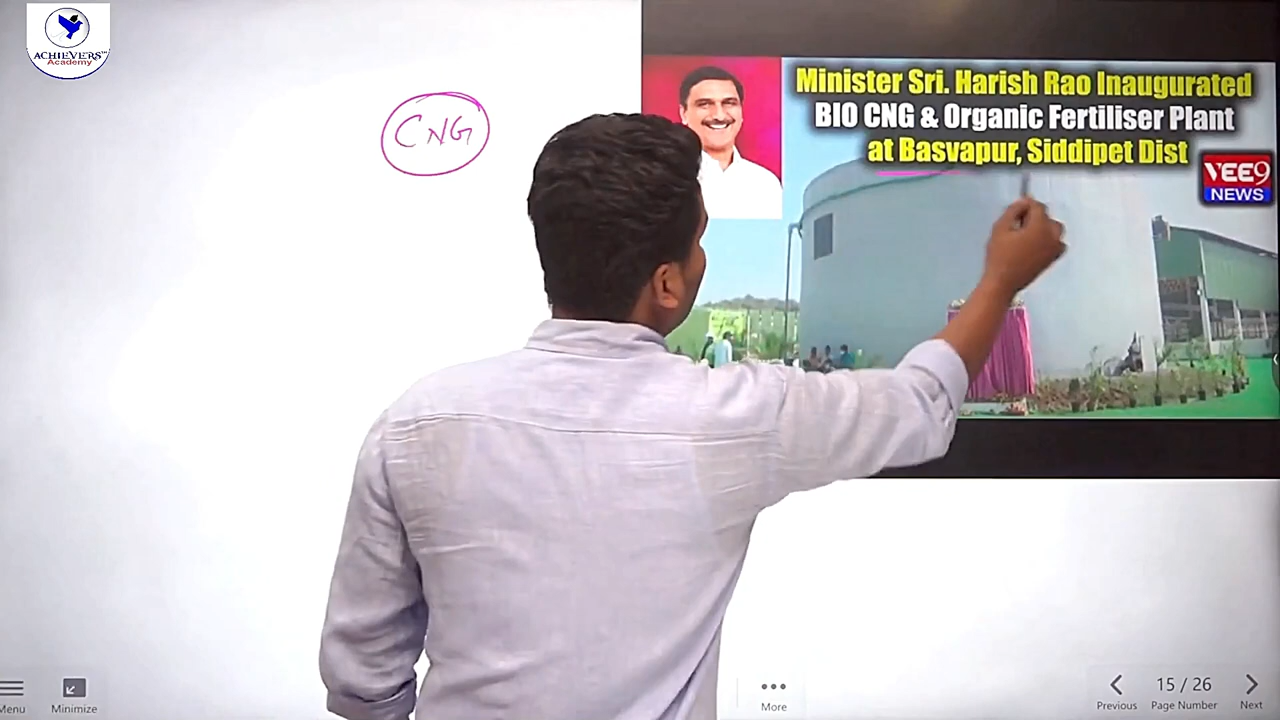 ACHIEVERS™
Academy
CNG
Minister Sri. Harish Rao Inaugurated
BIO CNG & Organic Fertiliser Plant
at Basvapur, Siddipet Dist
VEE9
NEWS
Menu
Minimize
More
Previous
15 / 26
Page Number
Next